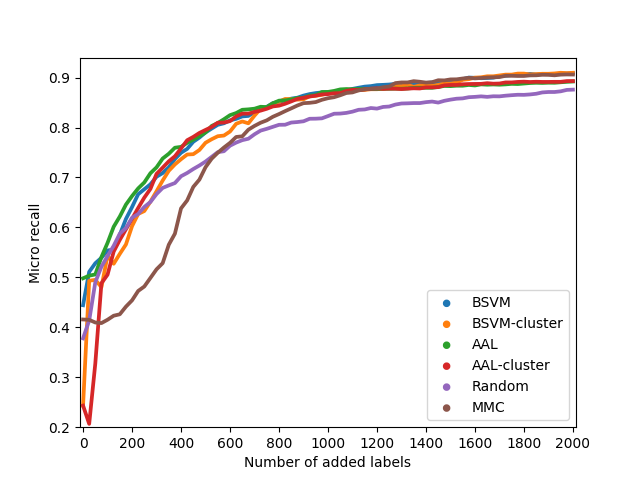 0.9
0.8
0.7
0.6
0.5
0.4
0.3
0.2
Micro recall
0 200 400 600 800 1000 1200 1400 1600 1800 2000
Number of added labels
BSVM
BSVM-cluster
AAL
AAL-cluster
Random
MMC